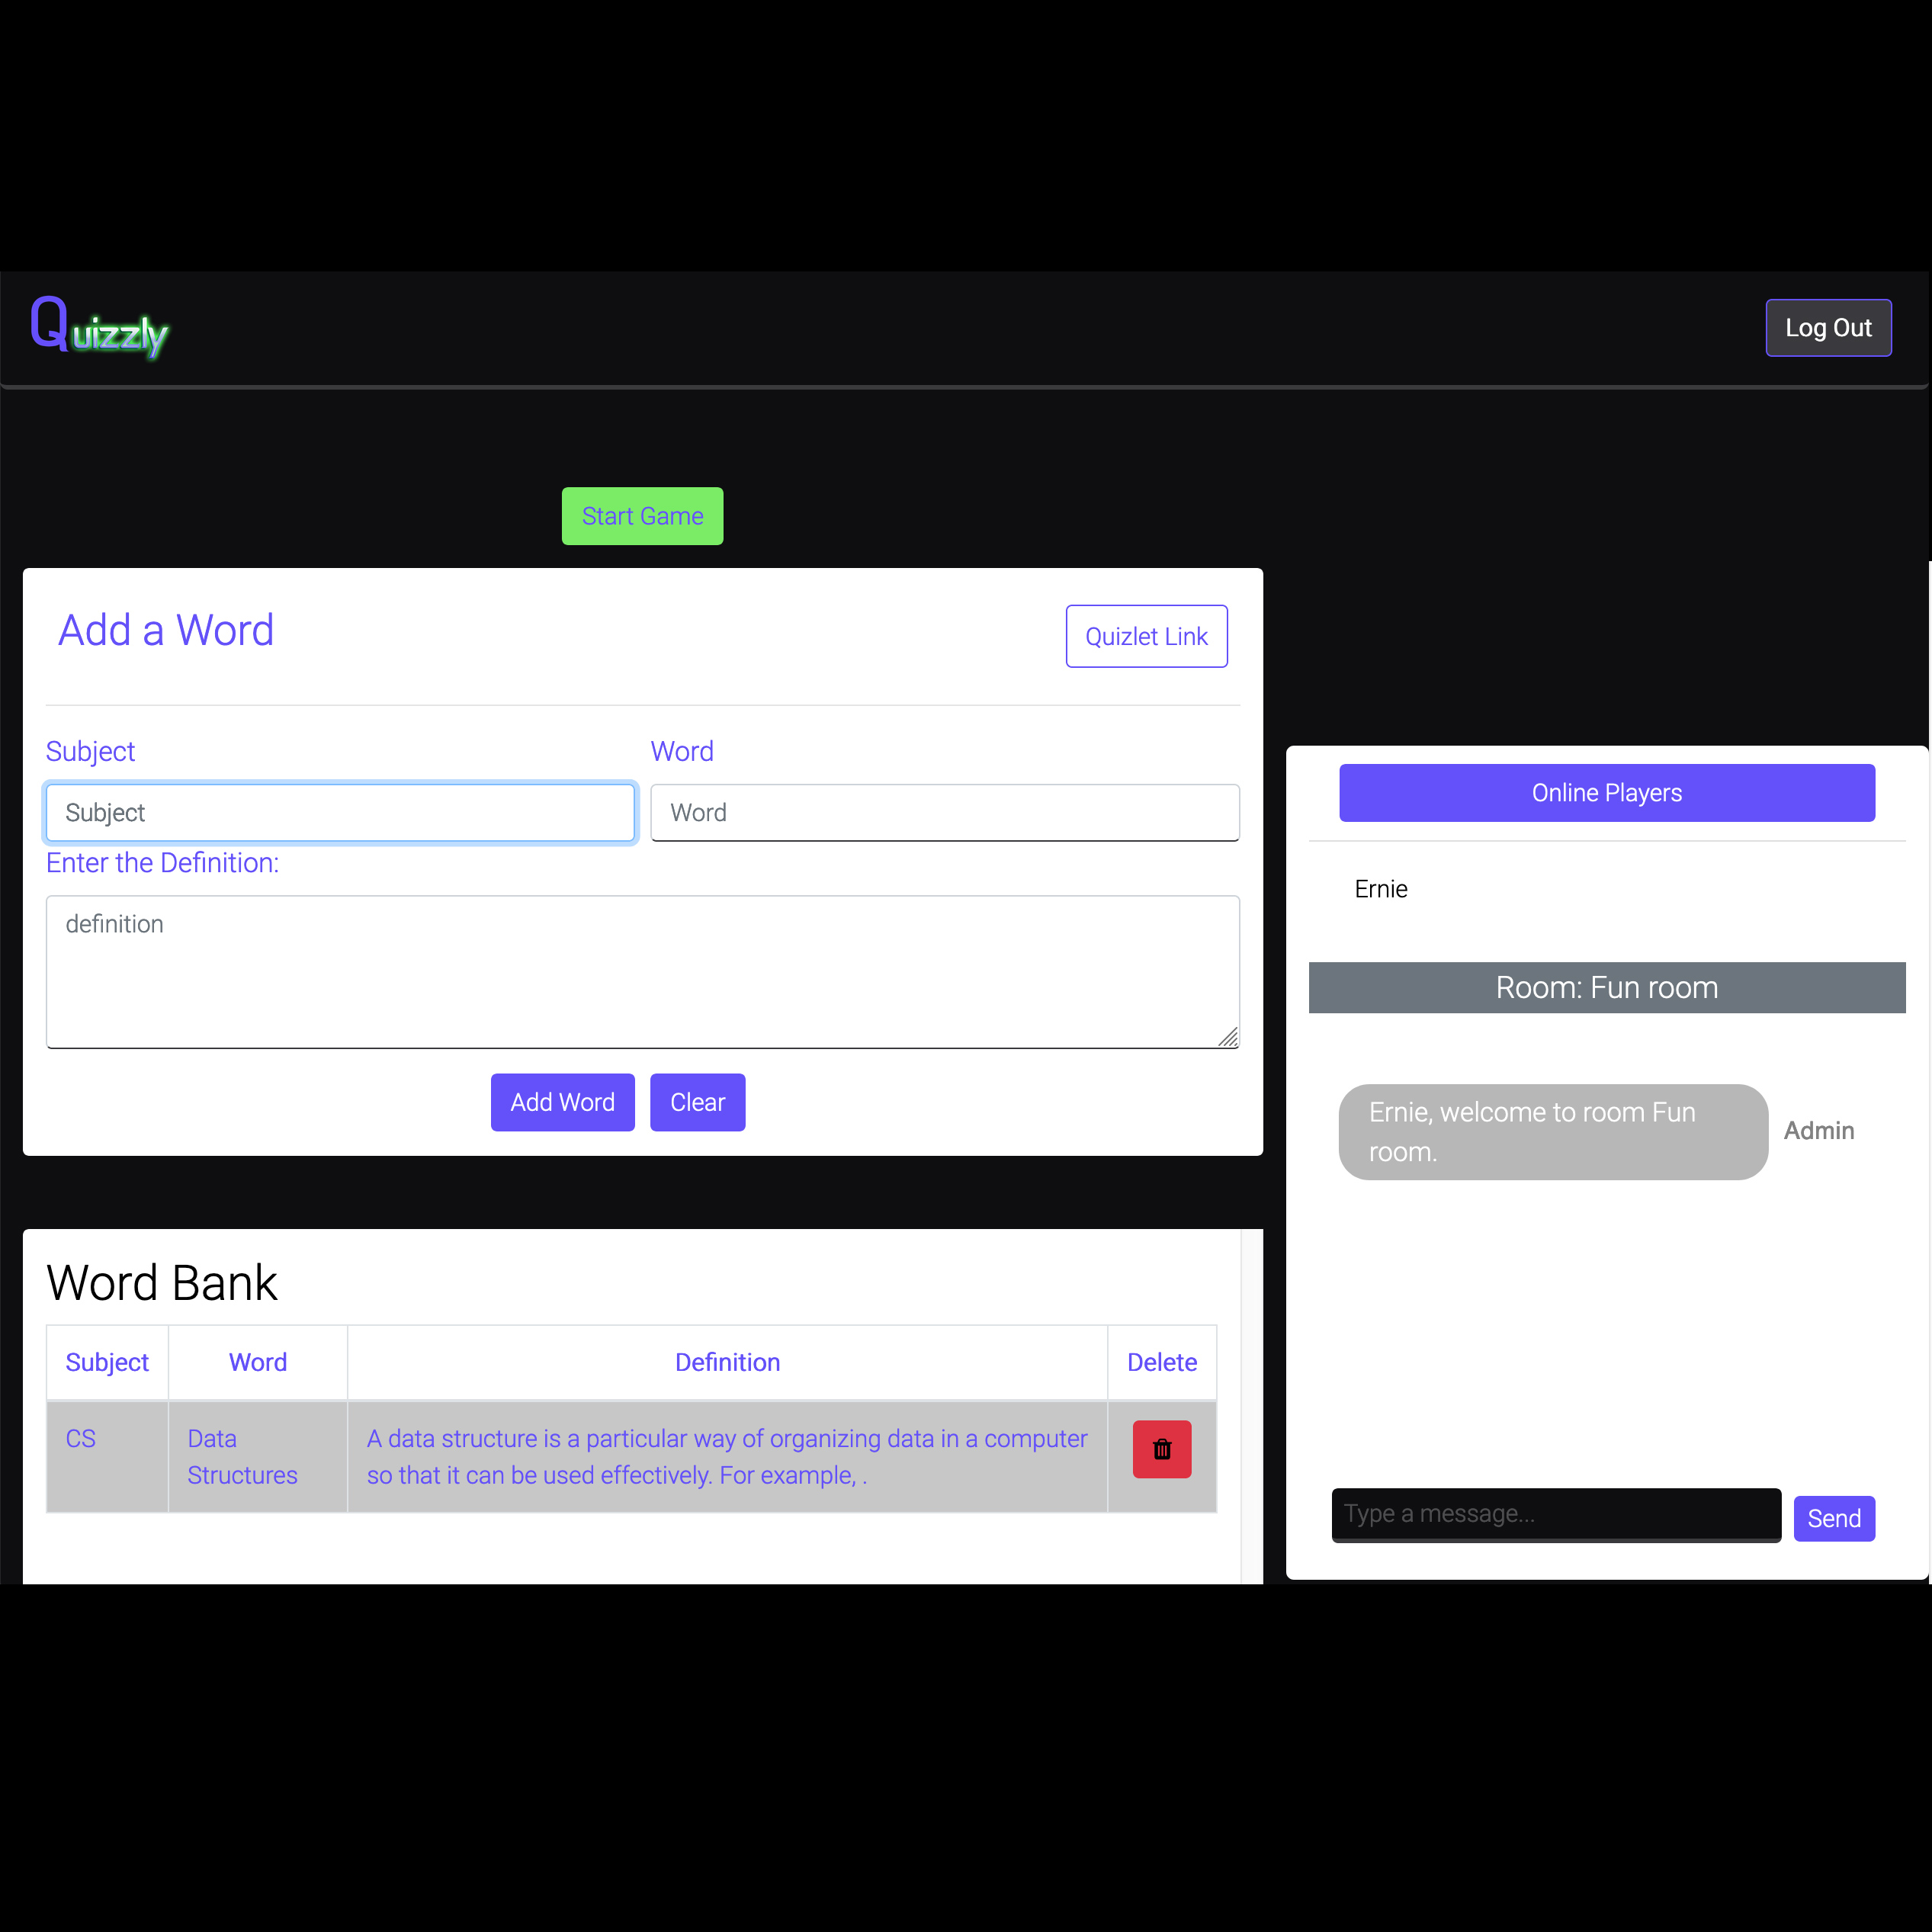 Quizzly
Log Out
Start Game
Add a Word
Quizlet Link
Subject
Word
Subject
Word
Enter the Definition:
definition
Add Word
Clear
Word Bank
Subject
Word
Definition
Delete
CS
Data
Structures
A data structure is a particular way of organizing data in a computer
so that it can be used effectively. For example, .
Online Players
Ernie
Room: Fun room
Ernie, welcome to room Fun
room.
Admin
Type a message...
Send